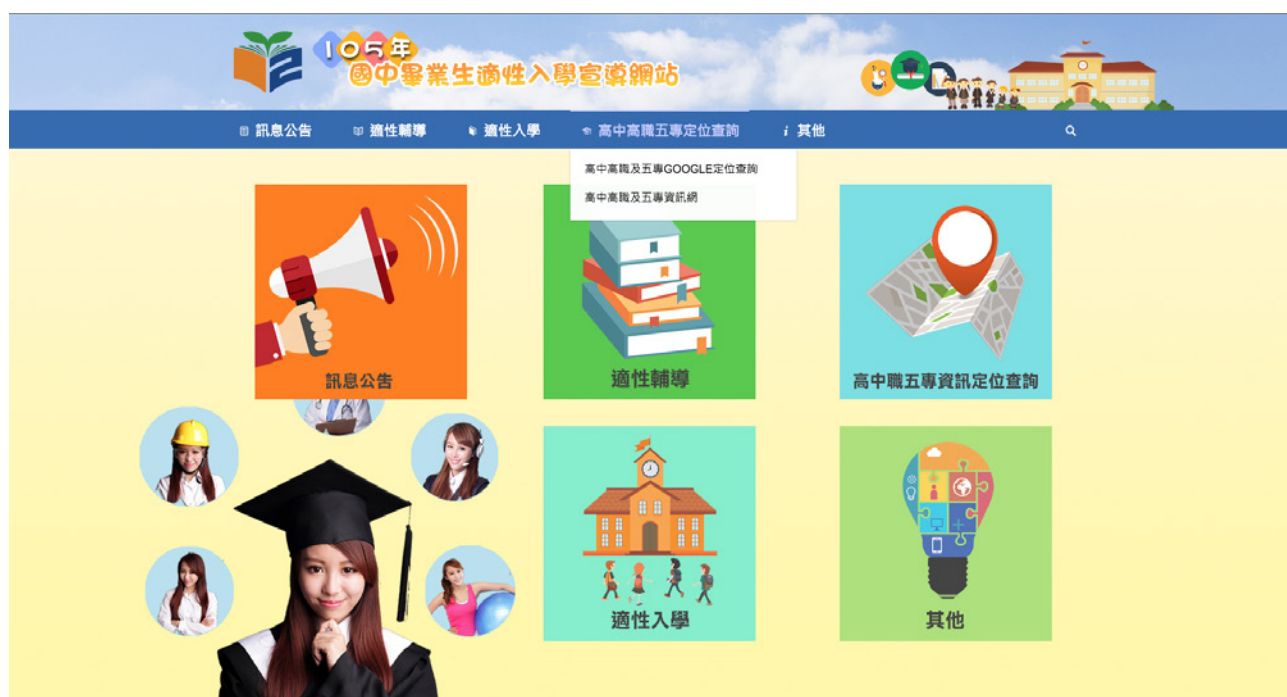 105年
國中畢業生適性入學宣導網站
訊息公告
適性輔導
適性入學
高中高職五專定位查詢
其他
高中高職及五專GOOGLE定位查詢
高中高職及五專資訊網
訊息公告
適性輔導
高中職五專資訊定位查詢
適性入學
其他